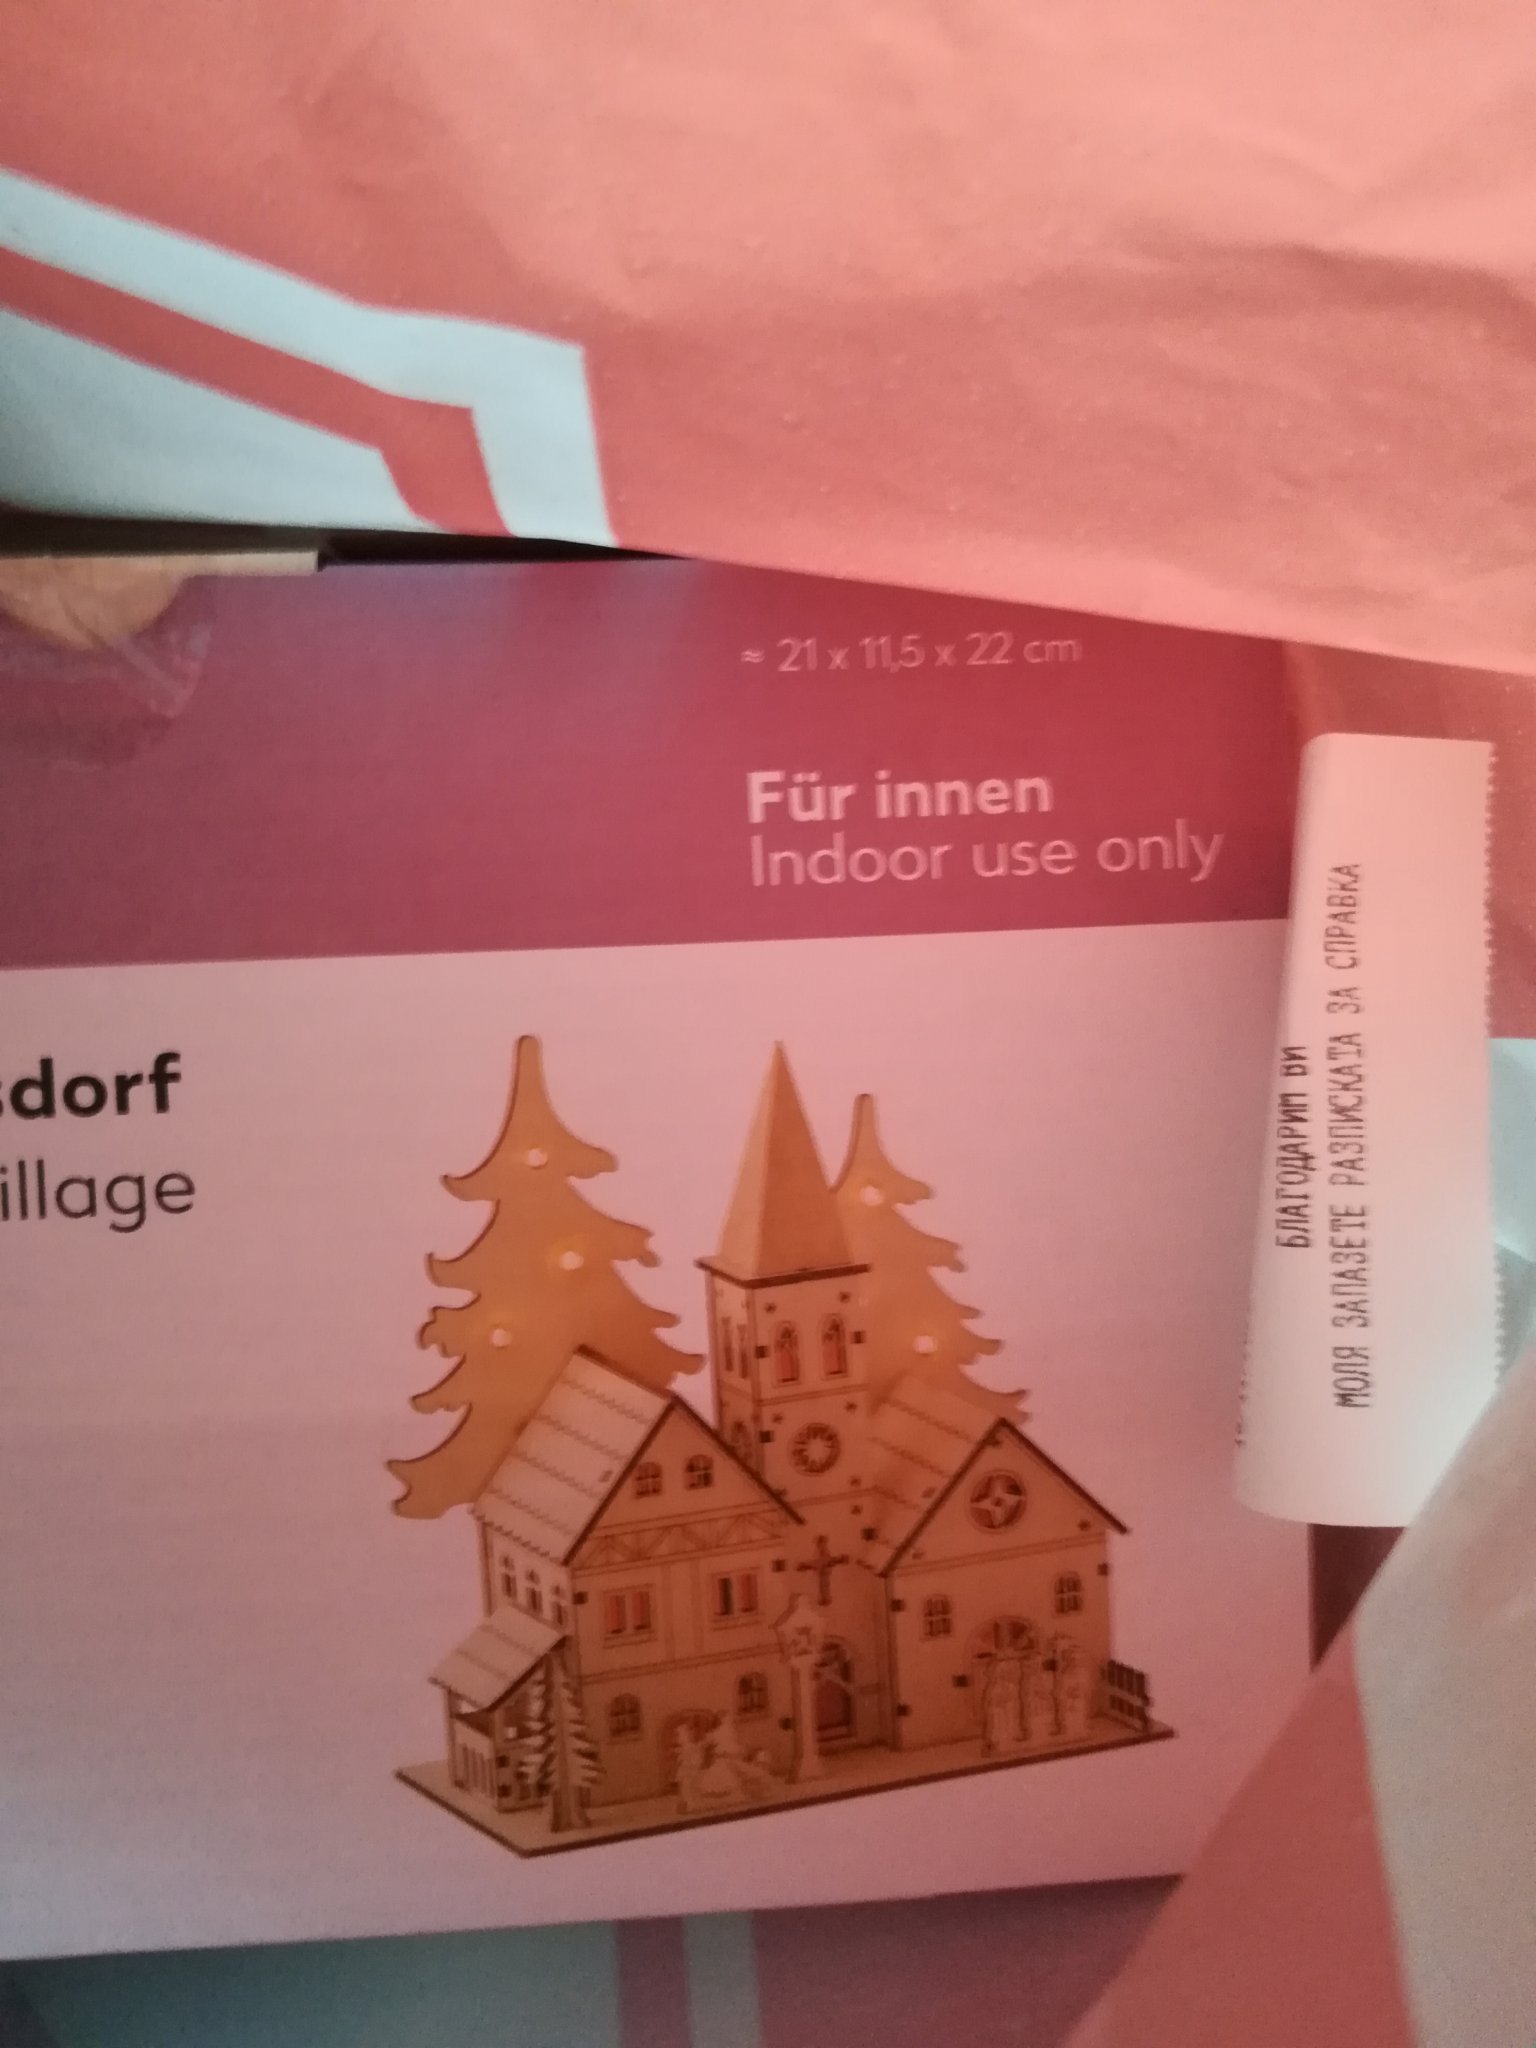 ≈ 21 x 11,5 x 22 cm
Für innen
Indoor use only
sdorf
illage
БЛАГОДАРИМ ВИ
МОЛЯ ЗАПАЗЕТЕ РАЗПИСКАТА ЗА СПРАВКА